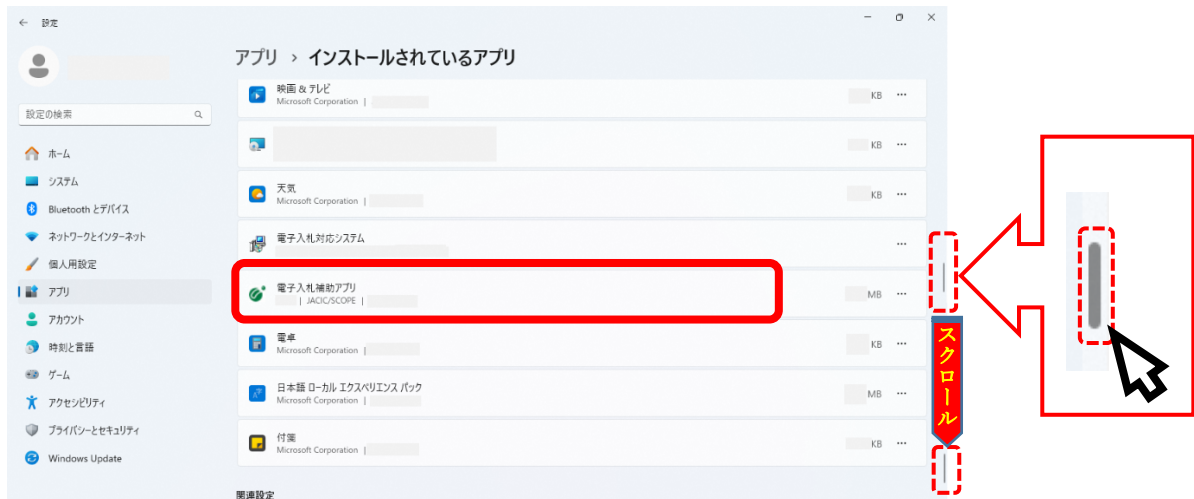 ← 設定
アプリ › インストールされているアプリ
設定の検索
ホーム
システム
Bluetooth とデバイス
ネットワークとインターネット
個人用設定
アプリ
アカウント
時刻と言語
ゲーム
アクセシビリティ
プライバシーとセキュリティ
Windows Update
映画 & テレビ
Microsoft Corporation |
KB ···
KB ···
天気
Microsoft Corporation |
KB ···
電子入札対応システム
···
電子入札補助アプリ
| JACIC/SCOPE |
MB ···
電卓
Microsoft Corporation |
KB ···
日本語 ローカル エクスペリエンス パック
Microsoft Corporation |
MB ···
付箋
Microsoft Corporation |
KB ···
関連設定
スクロール